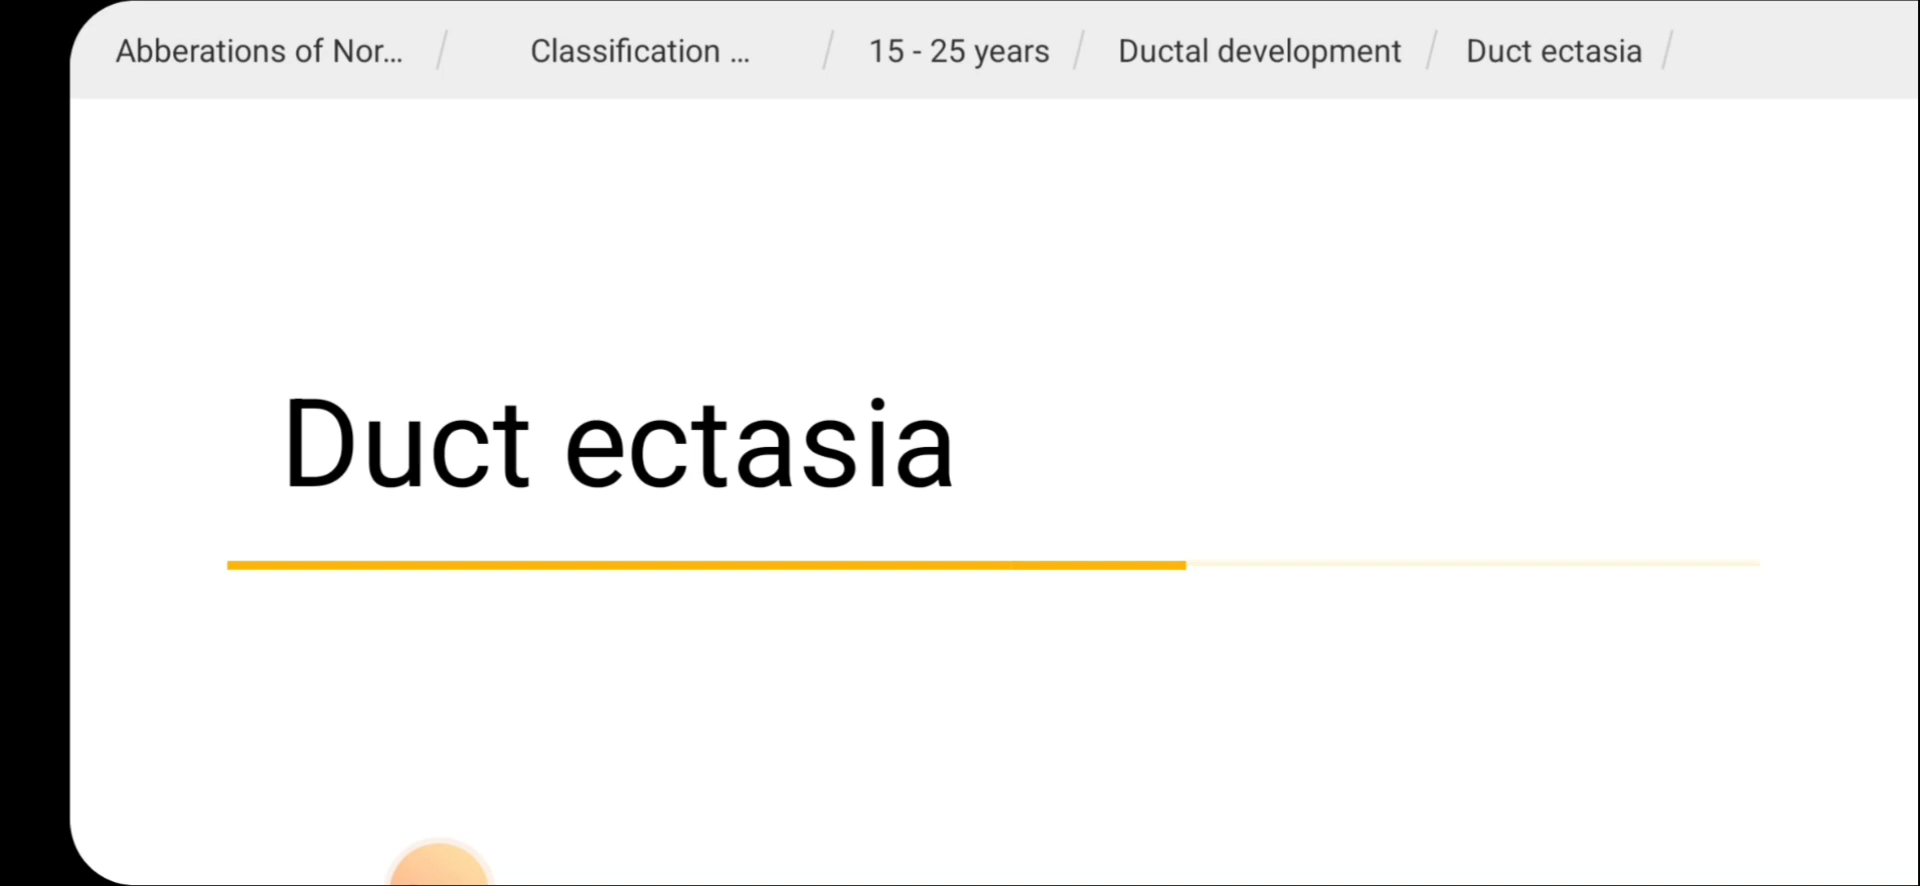 Abberations of Nor... / Classification ... / 15 - 25 years / Ductal development / Duct ectasia /
Duct ectasia